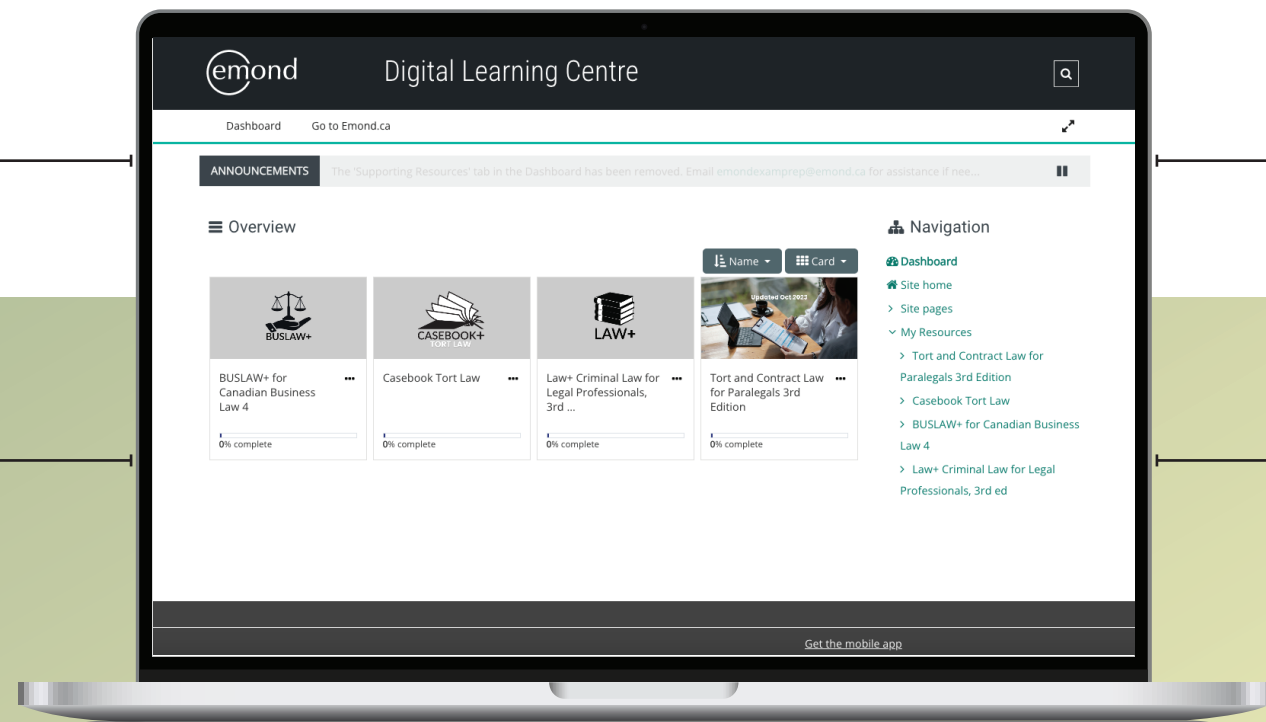 emond
Digital Learning Centre
Dashboard
Go to Emond.ca
ANNOUNCEMENTS
The 'Supporting Resources' tab in the Dashboard has been removed. Email emondexamprep@emond.ca for assistance if nee...
Overview
Name
Card
BUSLAW+
CASEBOOK+
TORT LAW
LAW+
Updated Oct 2022
BUSLAW+ for
Canadian Business
Law 4
0% complete
Casebook Tort Law
0% complete
Law+ Criminal Law for
Legal Professionals,
3rd ...
0% complete
Tort and Contract Law
for Paralegals 3rd
Edition
0% complete
Navigation
Dashboard
Site home
Site pages
My Resources
Tort and Contract Law for
Paralegals 3rd Edition
Casebook Tort Law
BUSLAW+ for Canadian Business
Law 4
Law+ Criminal Law for Legal
Professionals, 3rd ed
Get the mobile app